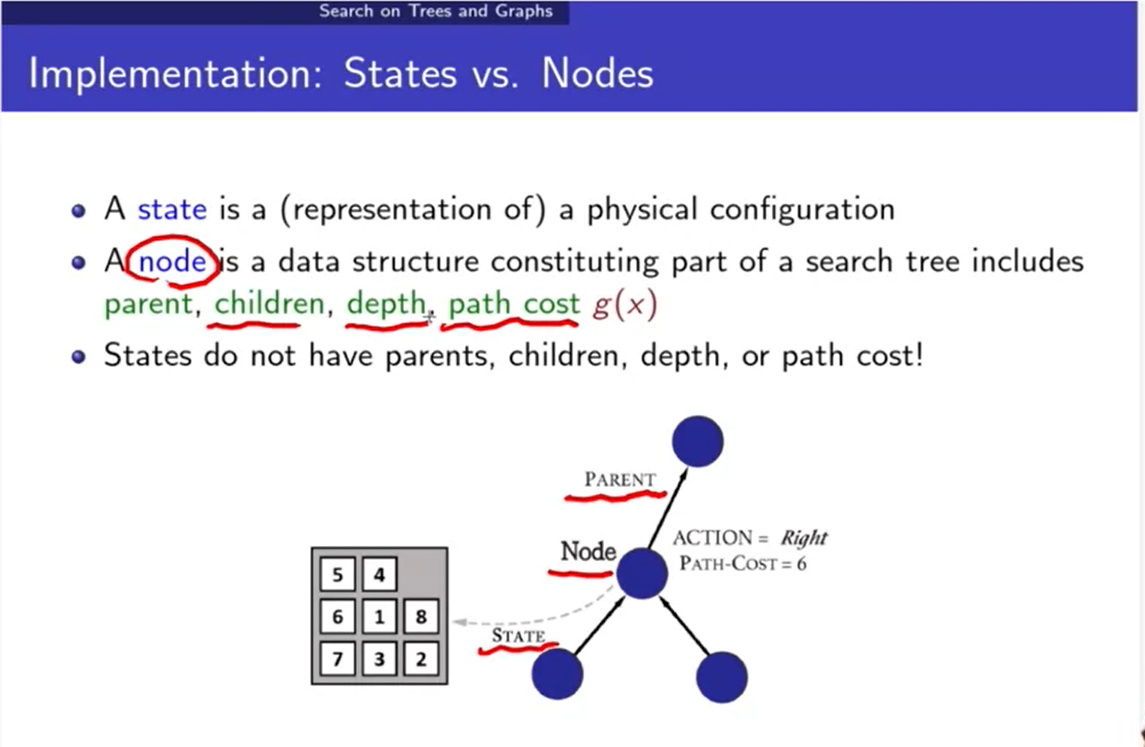 Search on Trees and Graphs
Implementation: States vs. Nodes
A state is a (representation of) a physical configuration
A node is a data structure constituting part of a search tree includes
parent, children, depth, path cost g(x)
States do not have parents, children, depth, or path cost!
PARENT
Node
ACTION = Right
PATH-COST = 6
STATE
5 4
6 1 8
7 3 2